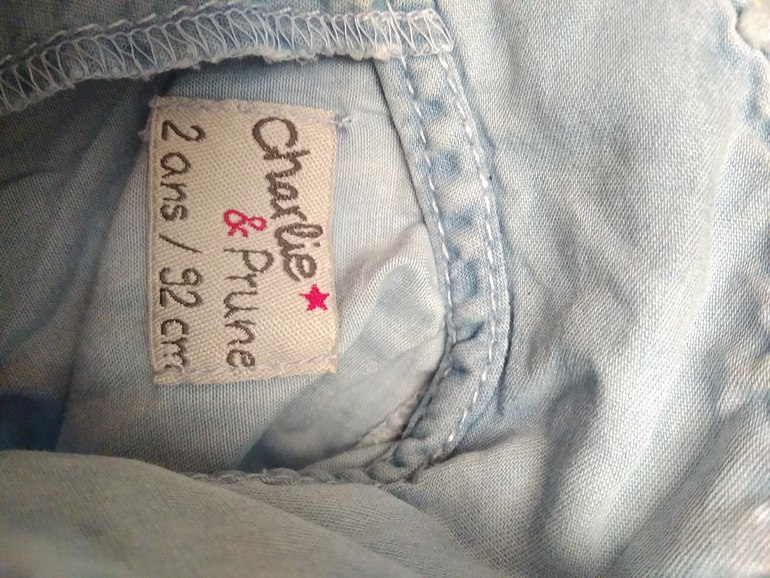 Charlie
& Prune
2 ans / 92 cm